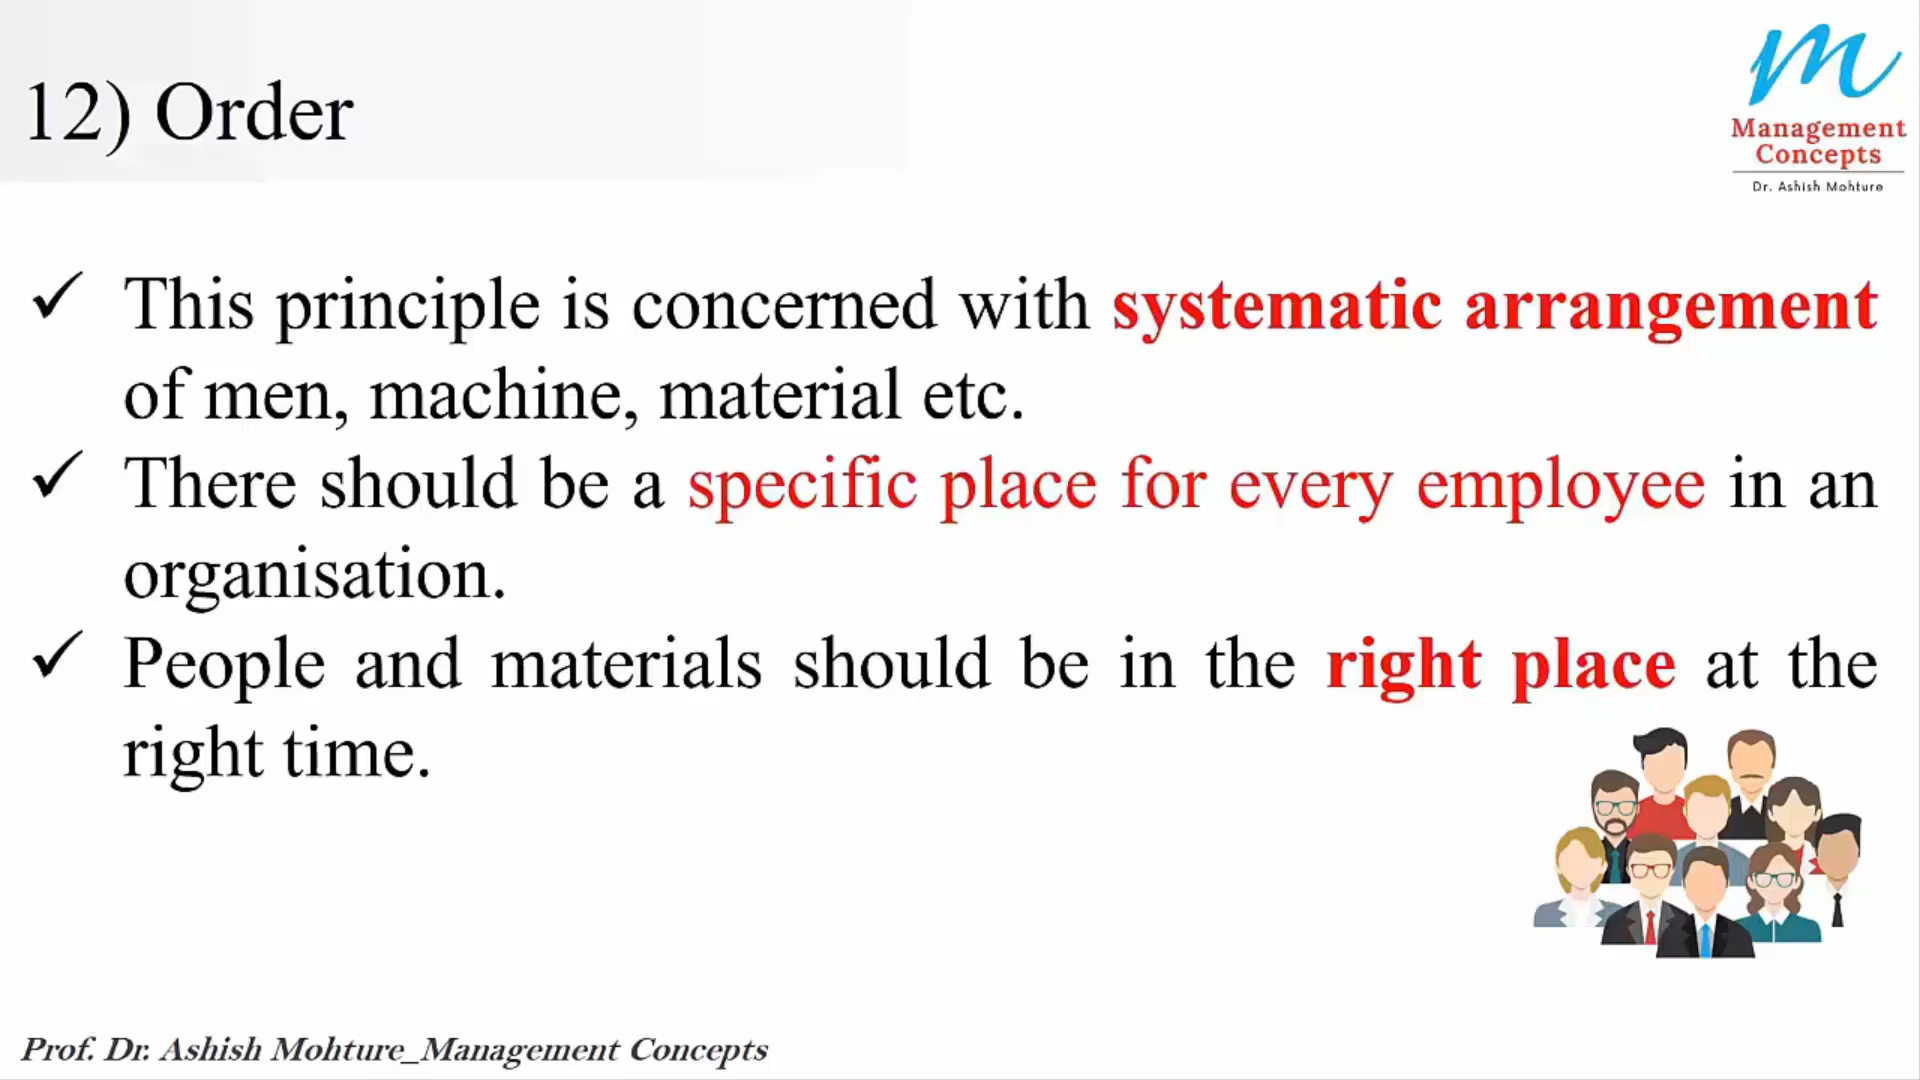 12) Order
m
Management
Concepts
Dr. Ashish Mohture
✓ This principle is concerned with systematic arrangement
of men, machine, material etc.
✓ There should be a specific place for every employee in an
organisation.
✓ People and materials should be in the right place at the
right time.
Prof. Dr. Ashish Mohture_Management Concepts